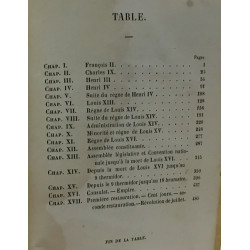 TABLE.
Pages
CHAP. I. François II. 1
CHAP. II. Charles IX. 25
CHAP. III. Henri III.
CHAP. IV. Henri IV.
CHAP. V. Suite du règne de Henri IV.
CHAP. VI. Louis XIII.
CHAP. VII. Règne de Louis XIV.
CHAP. VIII. Suite du règne de Louis XIV.
CHAP. IX. Administration de Louis XIV.
CHAP. X. Minorité et régence de Louis XV.
CHAP. XI. Règne de Louis XVI.
CHAP. XII. Assemblée constituante.
CHAP. XIII. Assemblée législative et Convention nationale
jusqu'à la mort de Louis XVI.
CHAP. XIV. Depuis la mort de Louis XVI jusqu'au
9 thermidor.
CHAP. XV. Depuis le 9 thermidor jusqu'au 18 brumaire.
CHAP. XVI. Consulat. — Empire.
CHAP. XVII. Première restauration. — Cent jours. — Se-
conde restauration. — Révolution de juillet.
FIN DE LA TABLE.